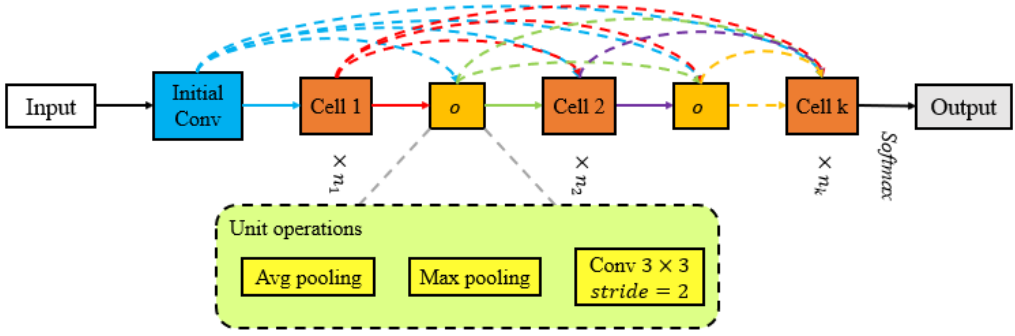 Input
Initial
Conv
Cell 1
o
Cell 2
o
Cell k
Output
× n₁
× n₂
× nₖ
Softmax
Unit operations
Avg pooling
Max pooling
Conv 3 × 3
stride = 2